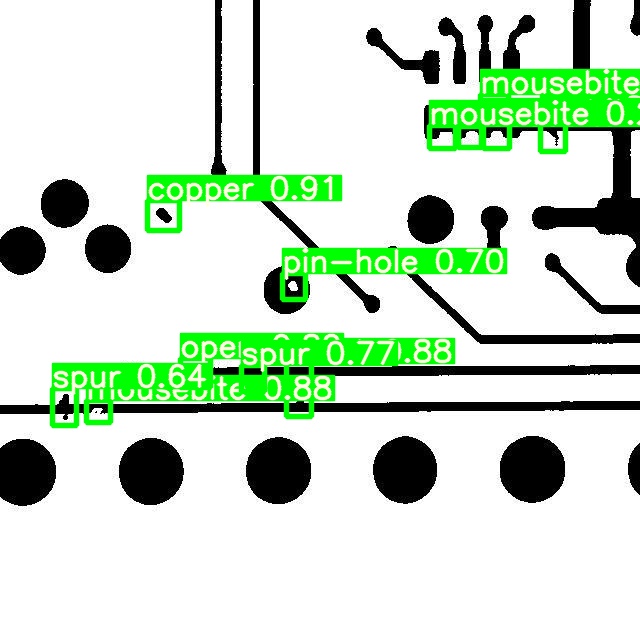 mousebite
mousebite 0.
copper 0.91
pin-hole 0.70
spur 0.77
.88
spur 0.64
mousebite 0.88